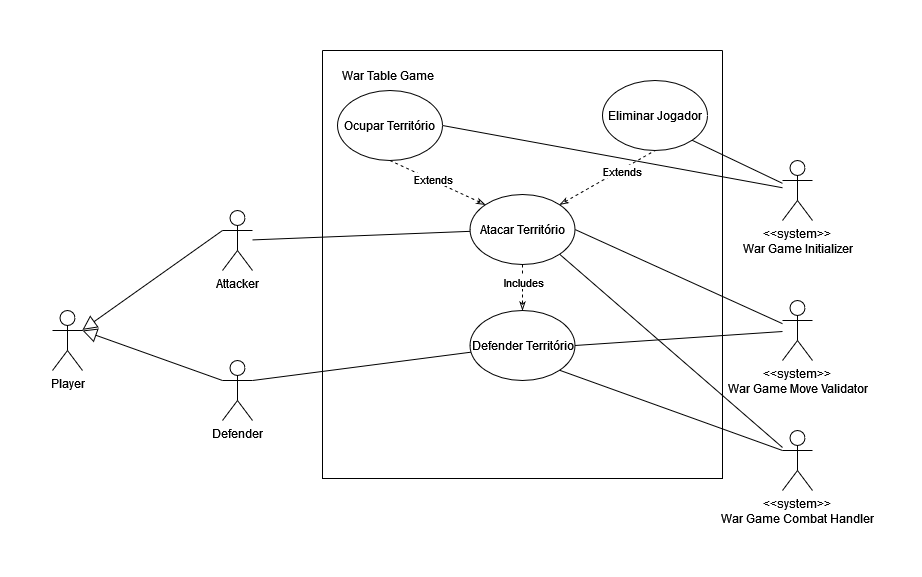 War Table Game
Ocupar Território
Eliminar Jogador
Extends
Extends
<<system>>
War Game Initializer
Atacar Território
Attacker
Includes
Defender Território
Player
<<system>>
War Game Move Validator
Defender
<<system>>
War Game Combat Handler